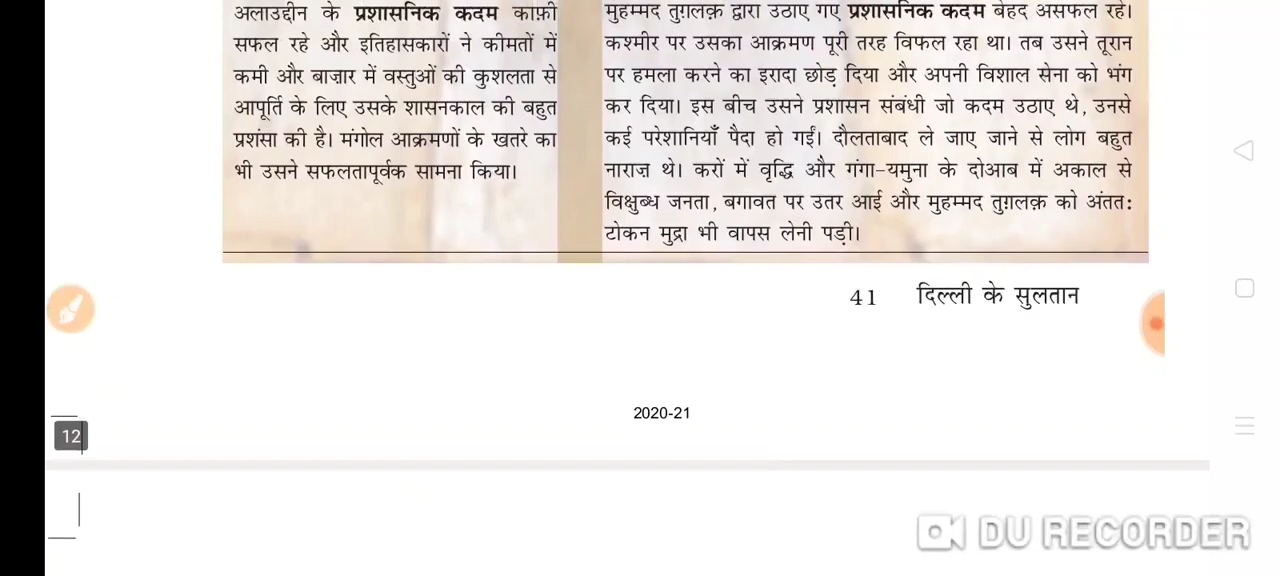 अलाउद्दीन के प्रशासनिक कदम काफ़ी
सफल रहे और इतिहासकारों ने कीमतों में
कमी और बाज़ार में वस्तुओं की कुशलता से
आपूर्ति के लिए उसके शासनकाल की बहुत
प्रशंसा की है। मंगोल आक्रमणों के खतरे का
भी उसने सफलतापूर्वक सामना किया।
मुहम्मद तुग़लक़ द्वारा उठाए गए प्रशासनिक कदम बेहद असफल रहे।
कश्मीर पर उसका आक्रमण पूरी तरह विफल रहा था। तब उसने तूरान
पर हमला करने का इरादा छोड़ दिया और अपनी विशाल सेना को भंग
कर दिया। इस बीच उसने प्रशासन संबंधी जो कदम उठाए थे, उनसे
कई परेशानियाँ पैदा हो गईं। दौलताबाद ले जाए जाने से लोग बहुत
नाराज़ थे। करों में वृद्धि और गंगा-यमुना के दोआब में अकाल से
विक्षुब्ध जनता, बगावत पर उतर आई और मुहम्मद तुग़लक़ को अंतत:
टोकन मुद्रा भी वापस लेनी पड़ी।
41 दिल्ली के सुलतान
2020-21
12
DU RECORDER